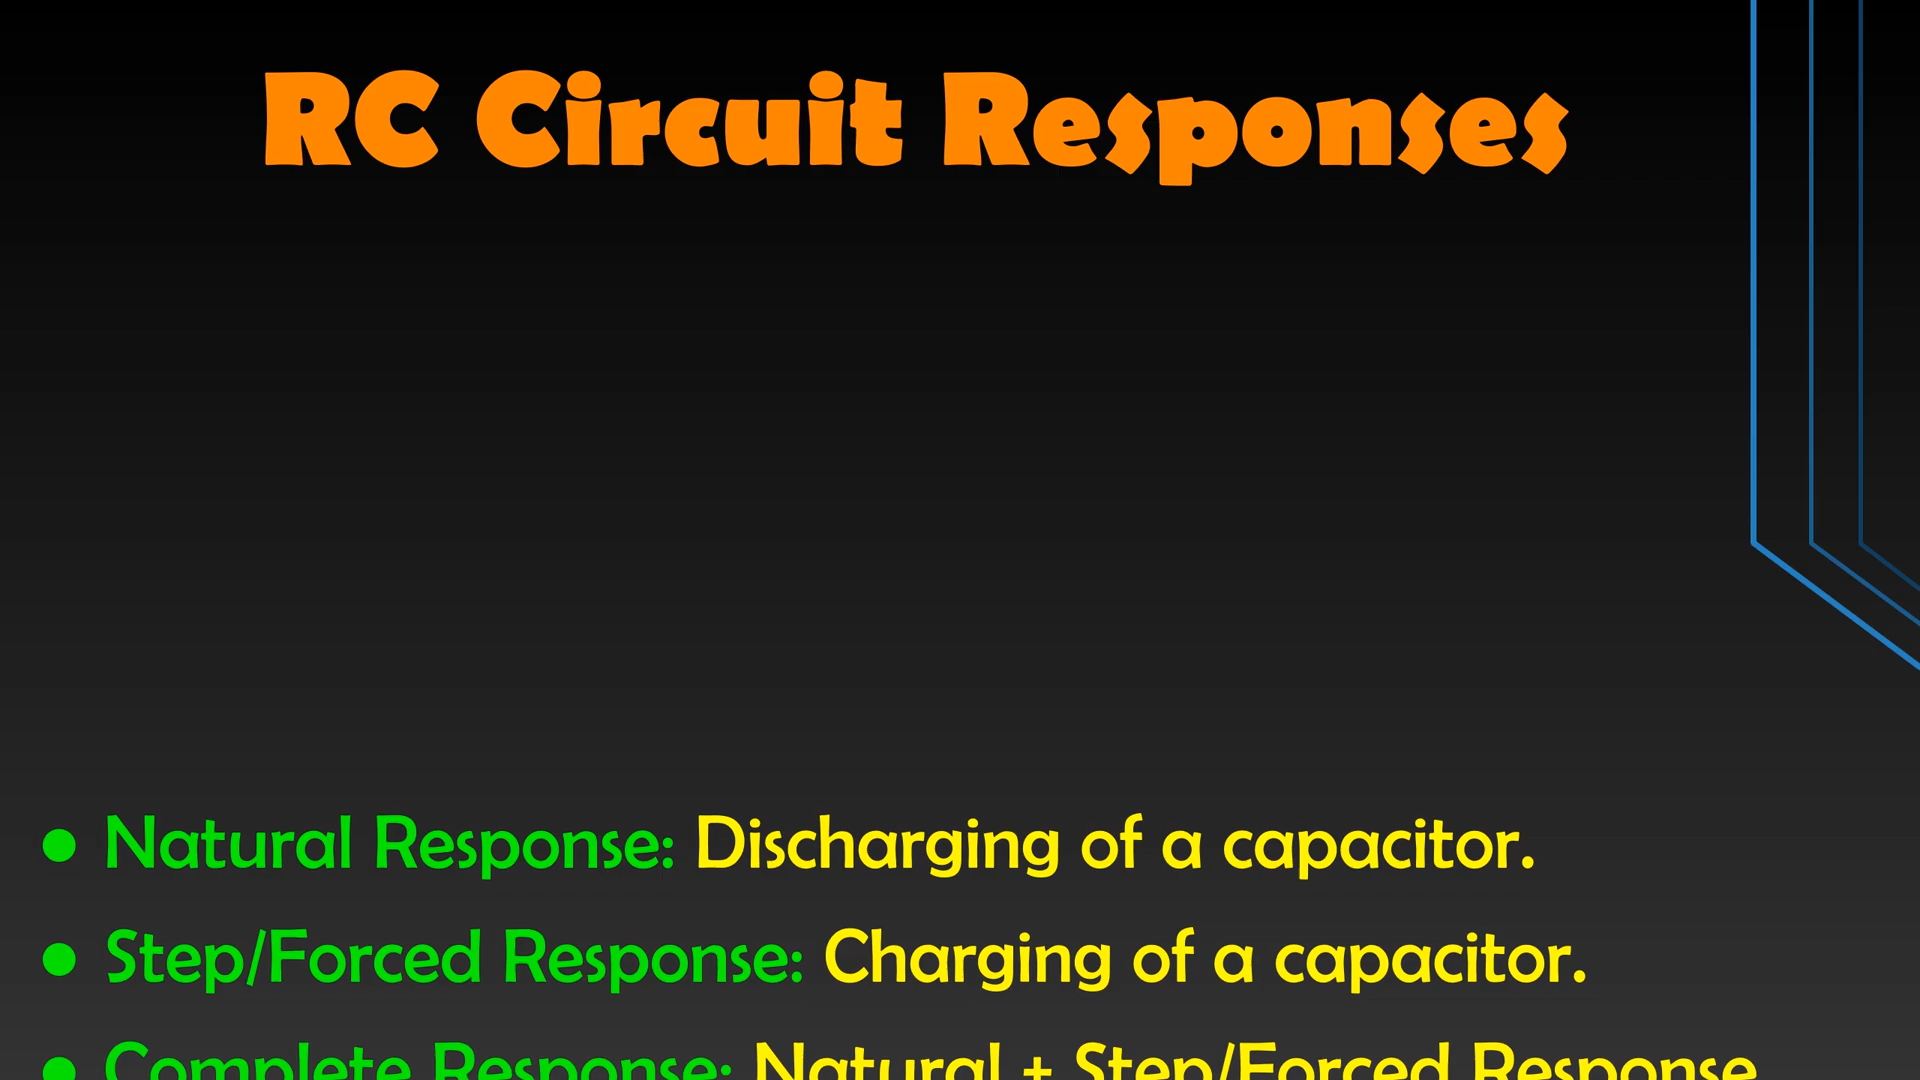 RC Circuit Responses
• Natural Response: Discharging of a capacitor.
• Step/Forced Response: Charging of a capacitor.
• Complete Response: Natural + Step/Forced Response